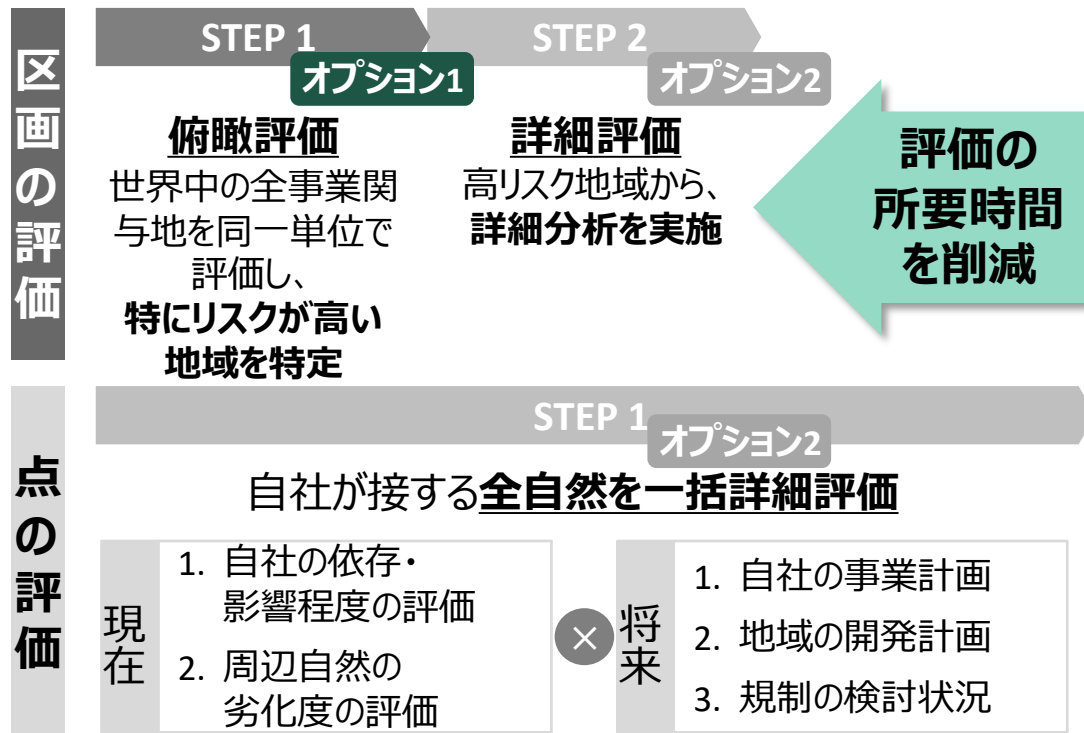 区画の評価
STEP 1
オプション1
俯瞰評価
世界中の全事業関
与地を同一単位で
評価し、
特にリスクが高い
地域を特定
STEP 2
オプション2
詳細評価
高リスク地域から、
詳細分析を実施
評価の
所要時間
を削減
点の評価
STEP 1
オプション2
自社が接する全自然を一括詳細評価
現在
1. 自社の依存・
影響程度の評価
2. 周辺自然の
劣化度の評価
×
将来
1. 自社の事業計画
2. 地域の開発計画
3. 規制の検討状況